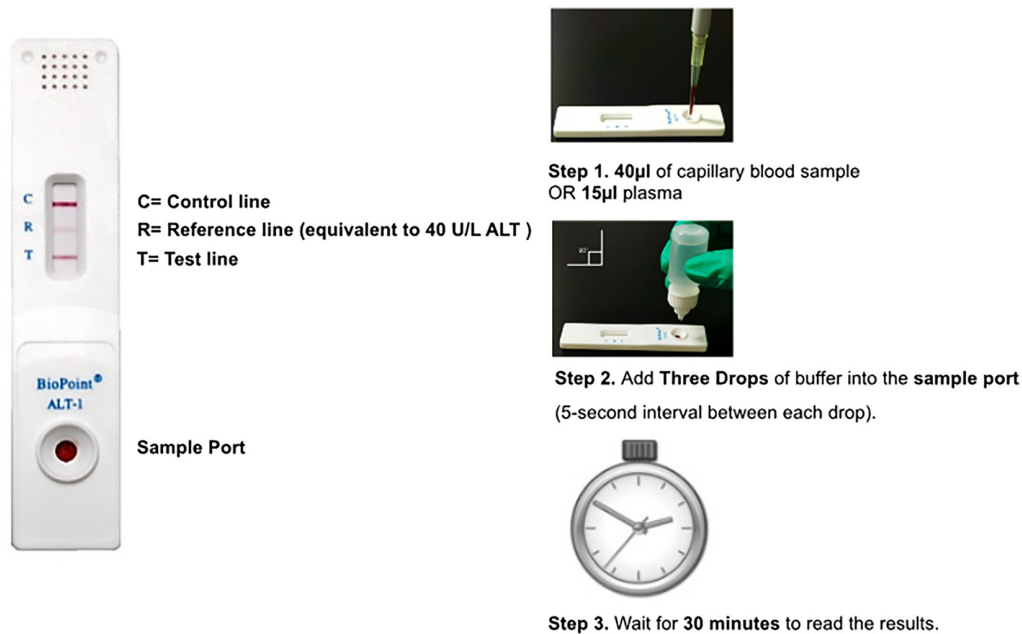 C
R
T
C= Control line
R= Reference line (equivalent to 40 U/L ALT )
T= Test line
BioPoint®
ALT-1
Sample Port
Step 1. 40µl of capillary blood sample
OR 15µl plasma
90°
Step 2. Add Three Drops of buffer into the sample port
(5-second interval between each drop).
Step 3. Wait for 30 minutes to read the results.